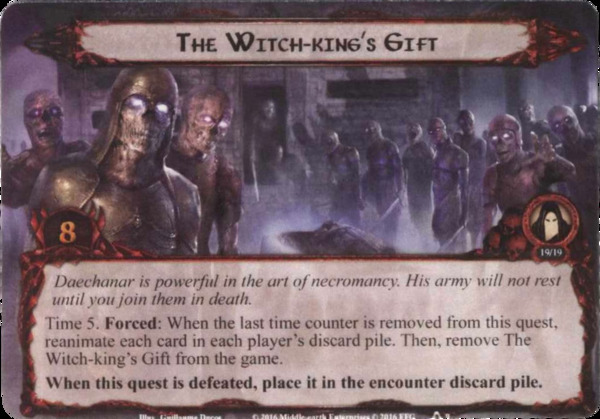 THE WITCH-KING'S GIFT
8
19/19
Daechanar is powerful in the art of necromancy. His army will not rest
until you join them in death.
Time 5. Forced: When the last time counter is removed from this quest,
reanimate each card in each player's discard pile. Then, remove The
Witch-king's Gift from the game.
When this quest is defeated, place it in the encounter discard pile.
© 2016 Middle-earth Enterprises © 2016 FFG